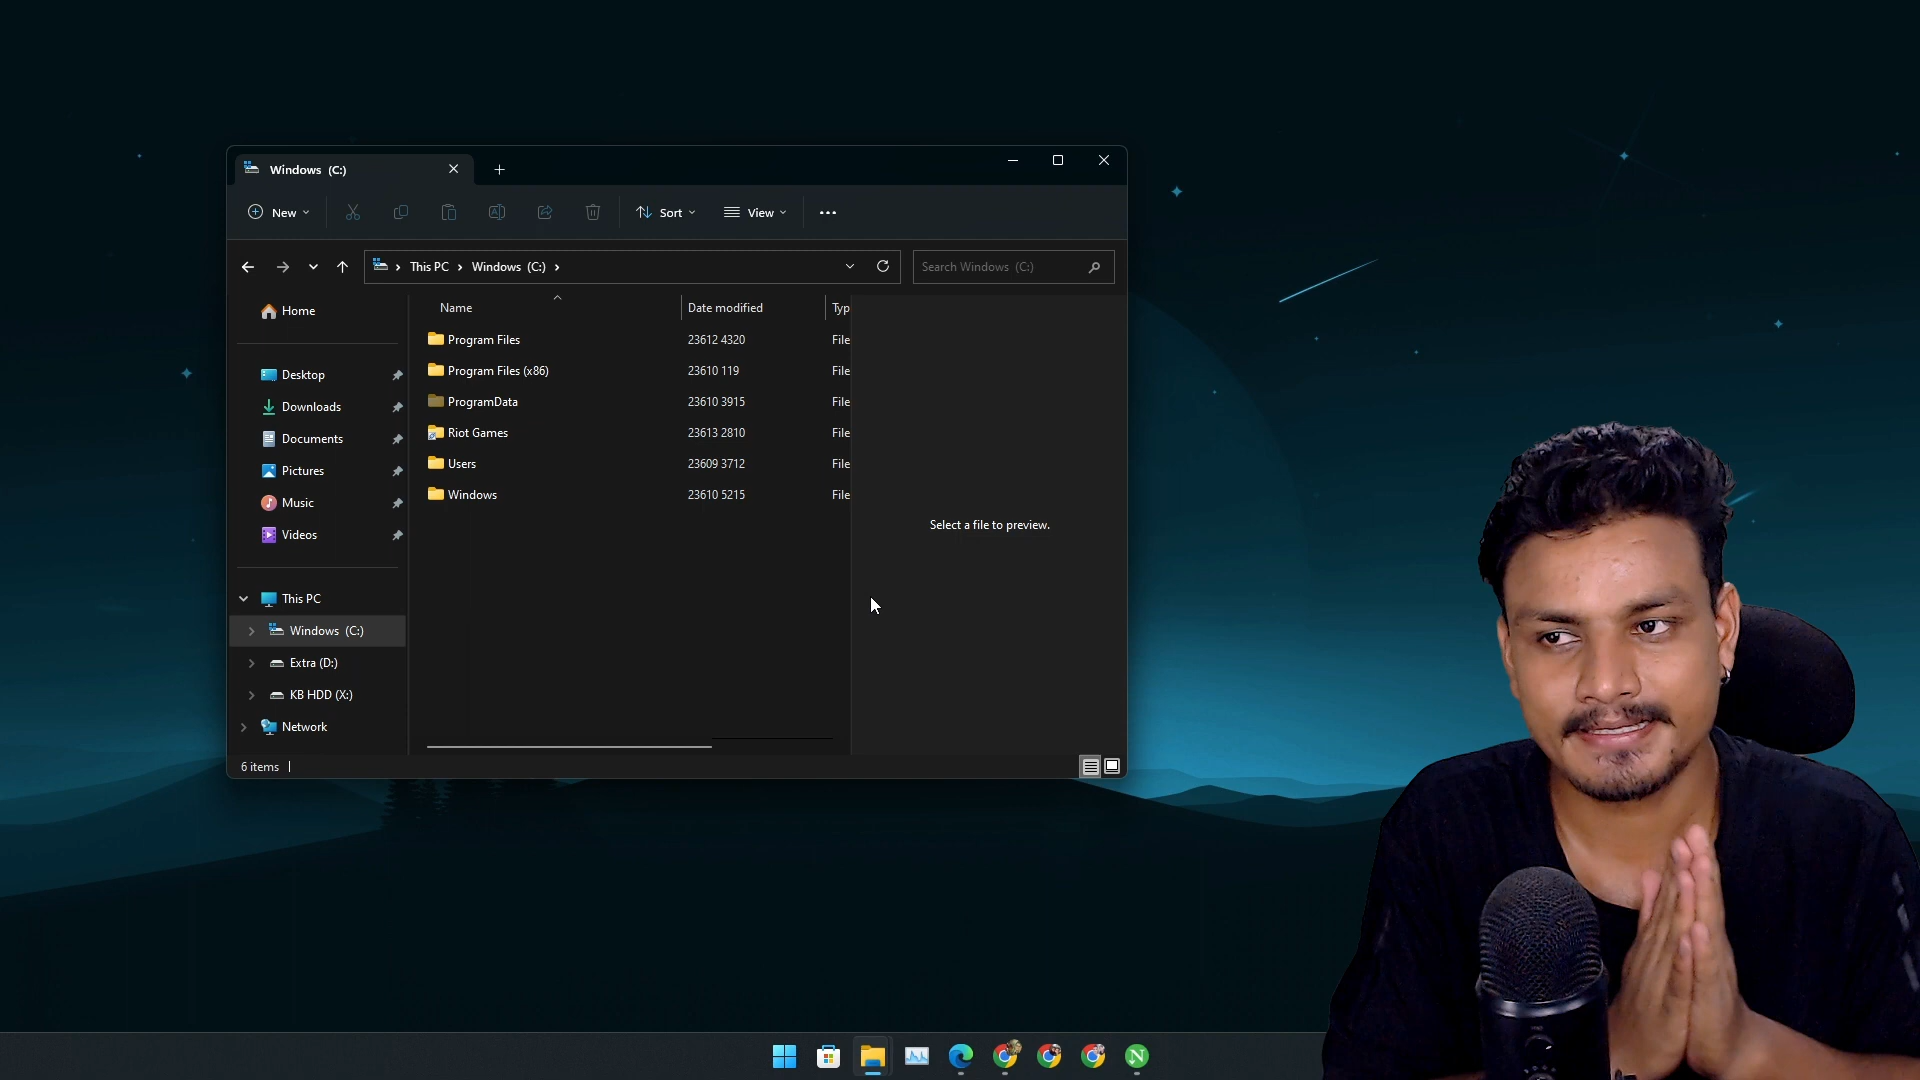 Windows (C:)
New
Sort
View
This PC
Windows (C:)
Search Windows (C:)
Home
Desktop
Downloads
Documents
Pictures
Music
Videos
This PC
Windows (C:)
Extra (D:)
KB HDD (X:)
Network
Name Date modified Typ
Program Files 23612 4320 File
Program Files (x86) 23610 119 File
ProgramData 23610 3915 File
Riot Games 23613 2810 File
Users 23609 3712 File
Windows 23610 5215 File
Select a file to preview.
6 items
N